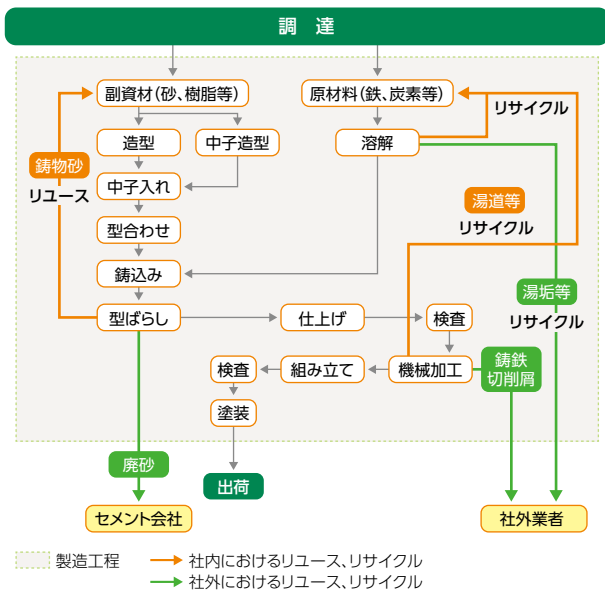 調 達
副資材（砂、樹脂等）
原材料（鉄、炭素等）
リサイクル
造型
中子造型
溶解
鋳物砂
リユース
中子入れ
湯道等
リサイクル
型合わせ
鋳込み
湯垢等
リサイクル
型ばらし
仕上げ
検査
検査
組み立て
機械加工
鋳鉄
切削屑
塗装
廃砂
出荷
セメント会社
社外業者
製造工程
社内におけるリユース、リサイクル
社外におけるリユース、リサイクル